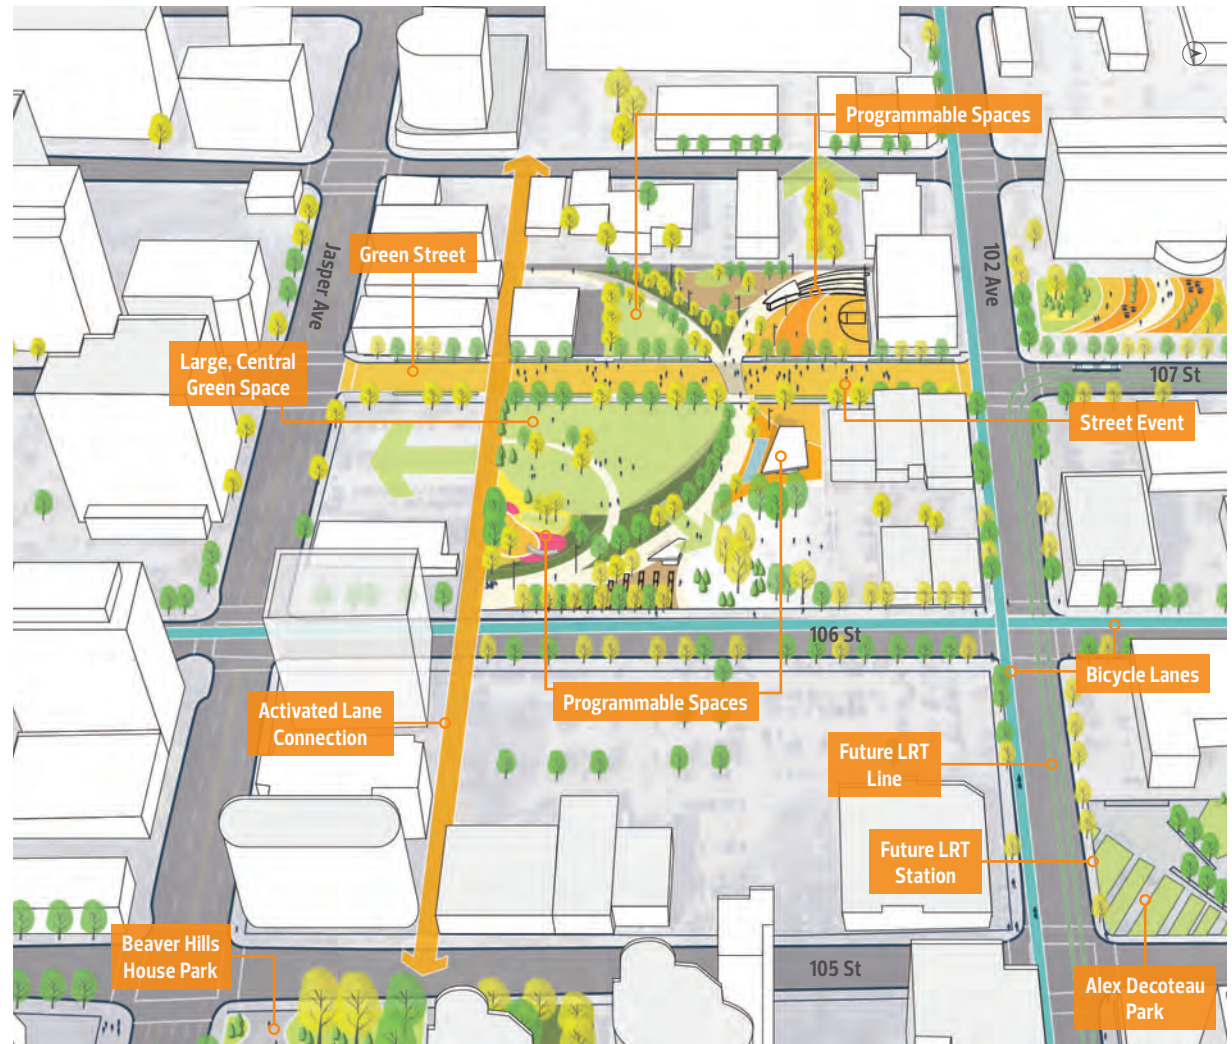 Programmable Spaces
Green Street
Jasper Ave
102 Ave
Large, Central
Green Space
107 St
Street Event
106 St
Bicycle Lanes
Programmable Spaces
Activated Lane
Connection
Future LRT
Line
Future LRT
Station
Beaver Hills
House Park
105 St
Alex Decoteau
Park